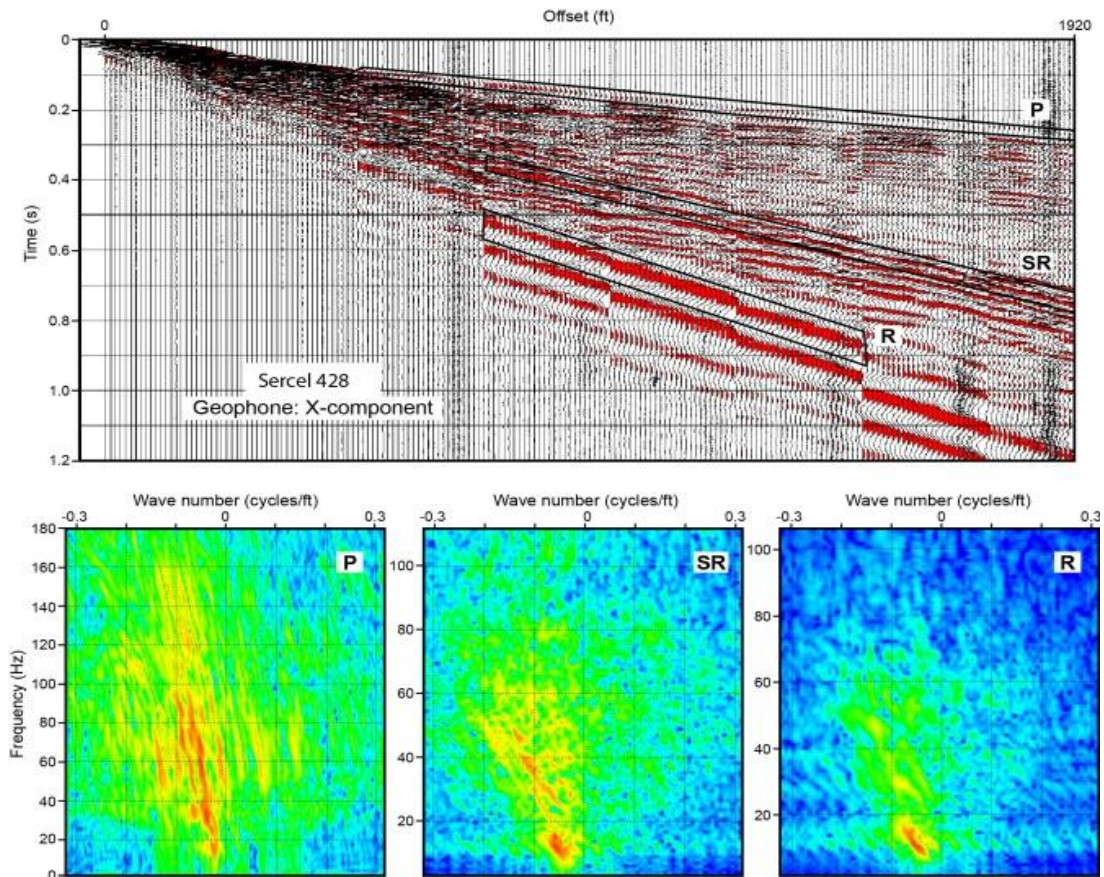 Offset (ft)
0 1920
0
0.2
0.4
0.6
0.8
1.0
1.2
Time (s)
P
SR
R
Sercel 428
Geophone: X-component
Wave number (cycles/ft) Wave number (cycles/ft) Wave number (cycles/ft)
-0.3 0 0.3 -0.3 0 0.3 -0.3 0 0.3
P SR R
180
160
140
120
100
80
60
40
20
0
Frequency (Hz)
100
80
60
40
20
100
80
60
40
20